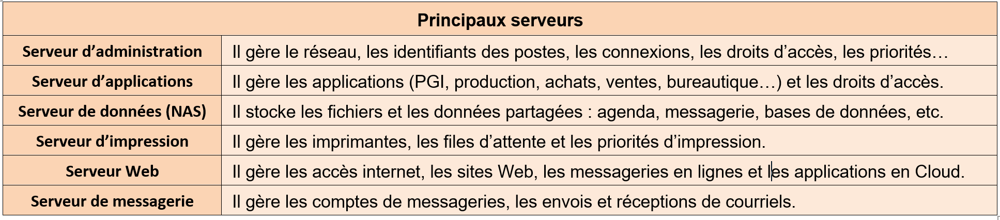 Principaux serveurs
Serveur d’administration Il gère le réseau, les identifiants des postes, les connexions, les droits d’accès, les priorités…
Serveur d’applications Il gère les applications (PGI, production, achats, ventes, bureautique…) et les droits d’accès.
Serveur de données (NAS) Il stocke les fichiers et les données partagées : agenda, messagerie, bases de données, etc.
Serveur d’impression Il gère les imprimantes, les files d’attente et les priorités d’impression.
Serveur Web Il gère les accès internet, les sites Web, les messageries en lignes et les applications en Cloud.
Serveur de messagerie Il gère les comptes de messageries, les envois et réceptions de courriels.